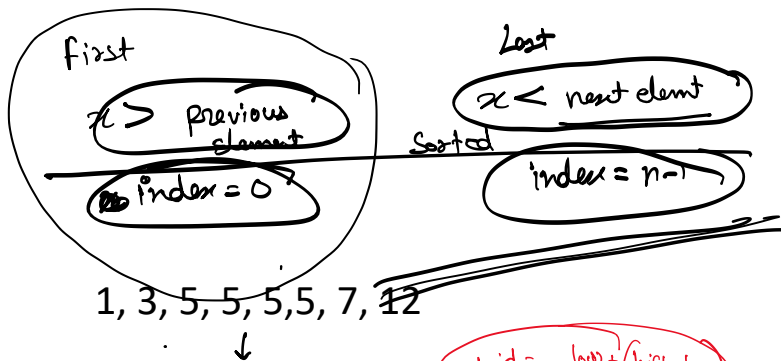 First
Last
x > previous element
x < next elemt
Sorted
index = 0
index = n-1
1, 3, 5, 5, 5,5, 7, 12